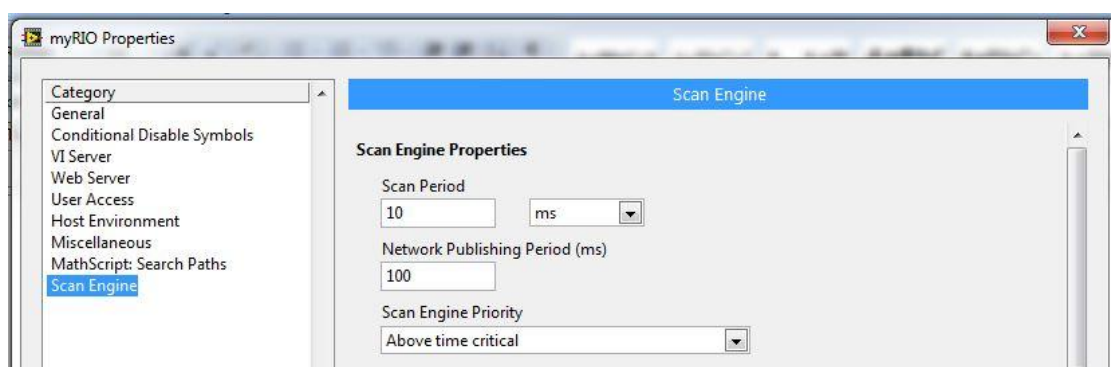 myRIO Properties
Category
General
Conditional Disable Symbols
VI Server
Web Server
User Access
Host Environment
Miscellaneous
MathScript: Search Paths
Scan Engine
Scan Engine
Scan Engine Properties
Scan Period
10 ms
Network Publishing Period (ms)
100
Scan Engine Priority
Above time critical